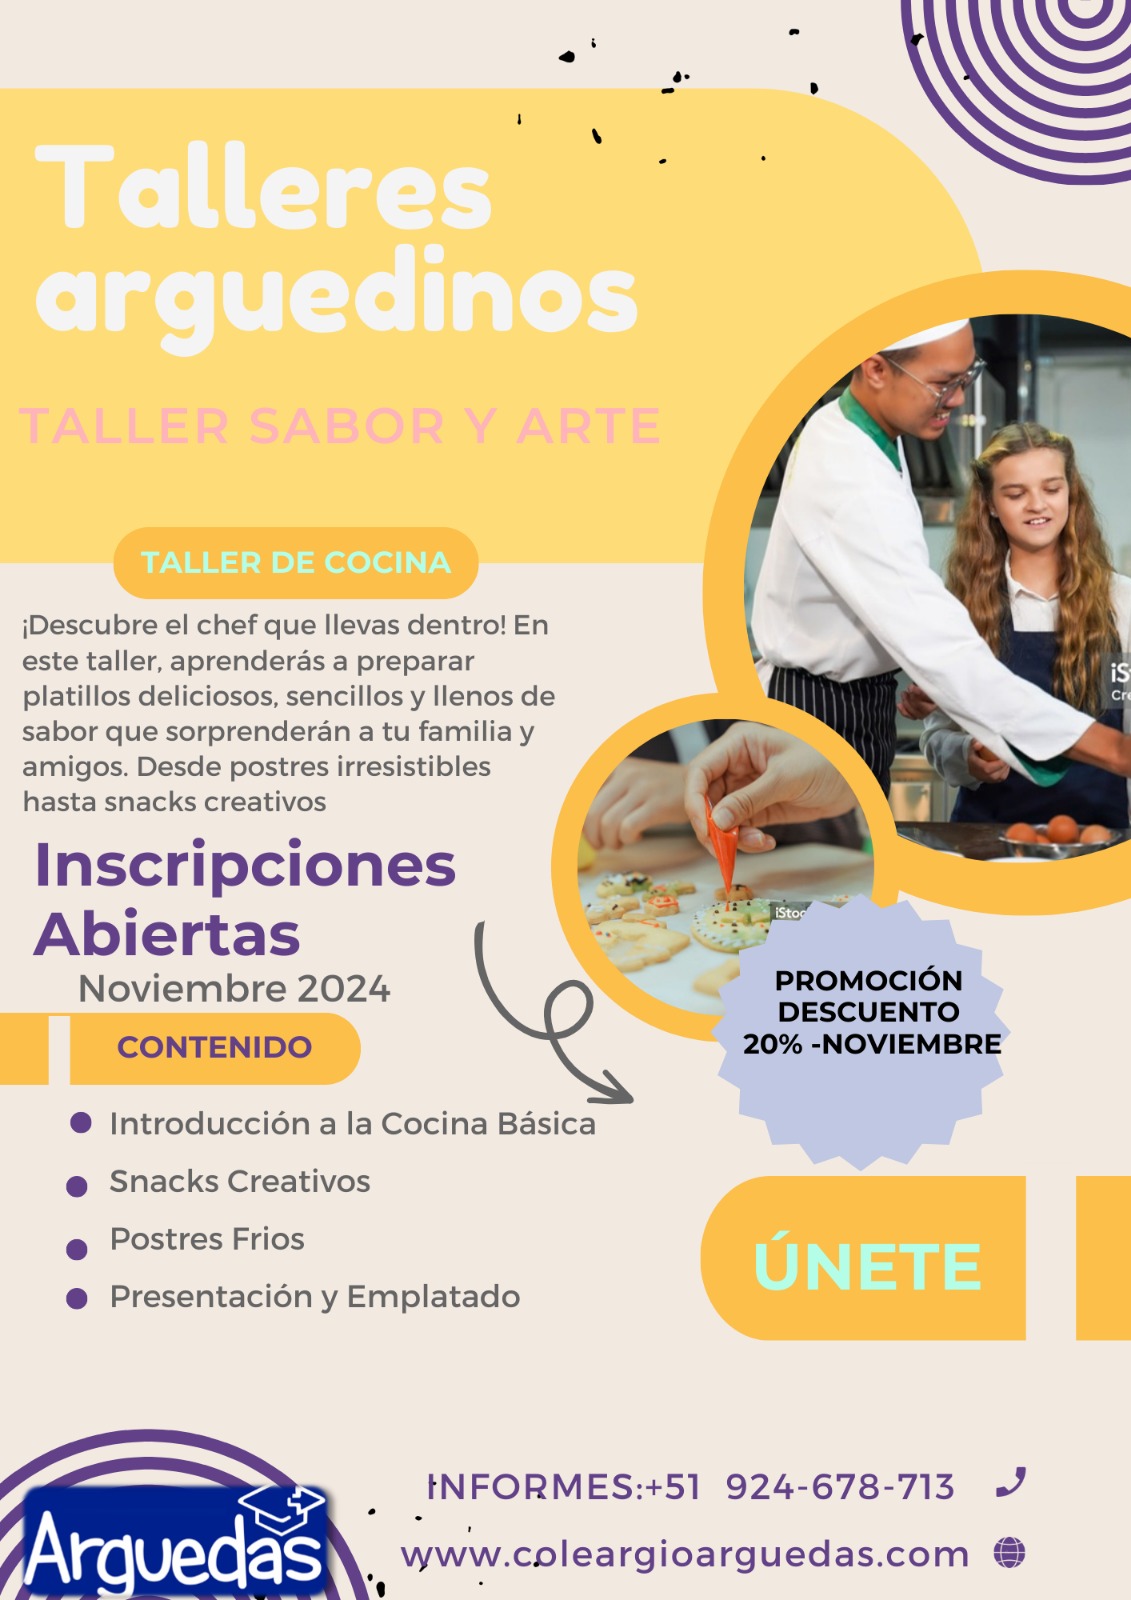 Talleres
arguedinos
TALLER SABOR Y ARTE
TALLER DE COCINA
¡Descubre el chef que llevas dentro! En
este taller, aprenderás a preparar
platillos deliciosos, sencillos y llenos de
sabor que sorprenderán a tu familia y
amigos. Desde postres irresistibles
hasta snacks creativos
Inscripciones
Abiertas
Noviembre 2024
PROMOCIÓN
DESCUENTO
20% -NOVIEMBRE
CONTENIDO
Introducción a la Cocina Básica
Snacks Creativos
Postres Frios
Presentación y Emplatado
ÚNETE
INFORMES:+51 924-678-713
www.coleargioarguedas.com
Arguedas